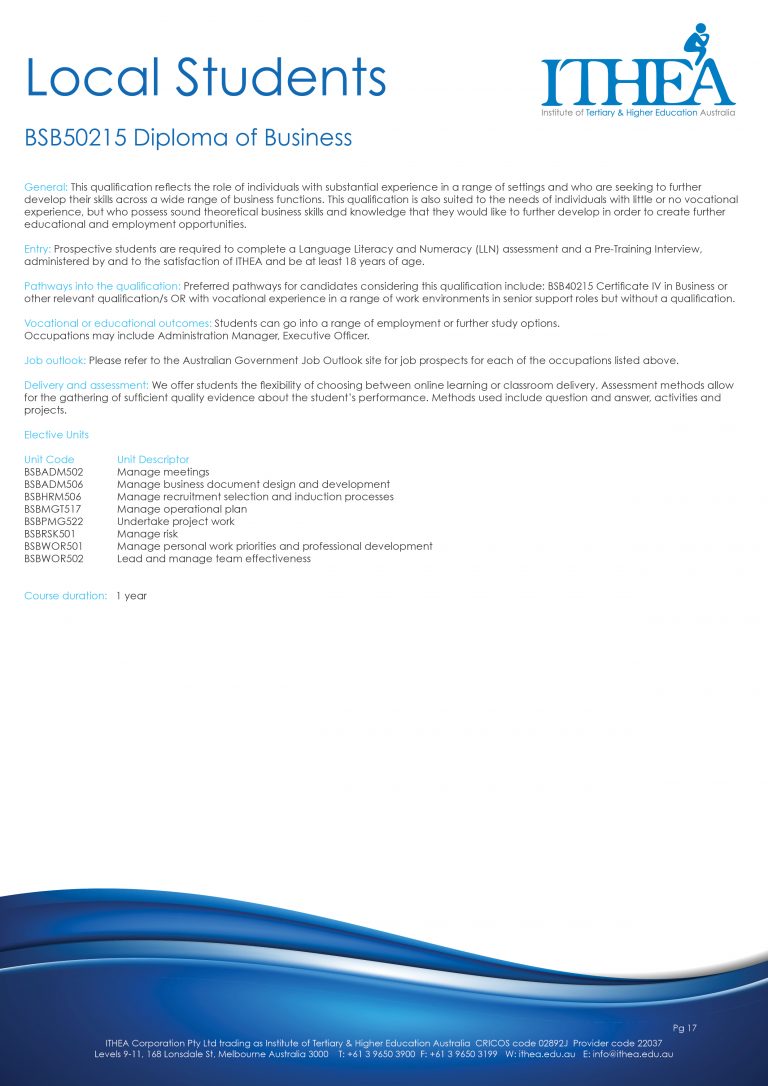 Local Students
ITHEA
Institute of Tertiary & Higher Education Australia
BSB50215 Diploma of Business
General: This qualification reflects the role of individuals with substantial experience in a range of settings and who are seeking to further
develop their skills across a wide range of business functions. This qualification is also suited to the needs of individuals with little or no vocational
experience, but who possess sound theoretical business skills and knowledge that they would like to further develop in order to create further
educational and employment opportunities.
Entry: Prospective students are required to complete a Language Literacy and Numeracy (LLN) assessment and a Pre-Training Interview,
administered by and to the satisfaction of ITHEA and be at least 18 years of age.
Pathways into the qualification: Preferred pathways for candidates considering this qualification include: BSB40215 Certificate IV in Business or
other relevant qualification/s OR with vocational experience in a range of work environments in senior support roles but without a qualification.
Vocational or educational outcomes: Students can go into a range of employment or further study options.
Occupations may include Administration Manager, Executive Officer.
Job outlook: Please refer to the Australian Government Job Outlook site for job prospects for each of the occupations listed above.
Delivery and assessment: We offer students the flexibility of choosing between online learning or classroom delivery. Assessment methods allow
for the gathering of sufficient quality evidence about the student's performance. Methods used include question and answer, activities and
projects.
Elective Units
Unit Code Unit Descriptor
BSBADM502 Manage meetings
BSBADM506 Manage business document design and development
BSBHRM506 Manage recruitment selection and induction processes
BSBMGT517 Manage operational plan
BSBPMG522 Undertake project work
BSBRSK501 Manage risk
BSBWOR501 Manage personal work priorities and professional development
BSBWOR502 Lead and manage team effectiveness
Course duration: 1 year
Pg 17
ITHEA Corporation Pty Ltd trading as Institute of Tertiary & Higher Education Australia CRICOS code 02892J Provider code 22037
Levels 9-11, 168 Lonsdale St, Melbourne Australia 3000 T: +61 3 9650 3900 F: +61 3 9650 3199 W: ithea.edu.au E: info@ithea.edu.au